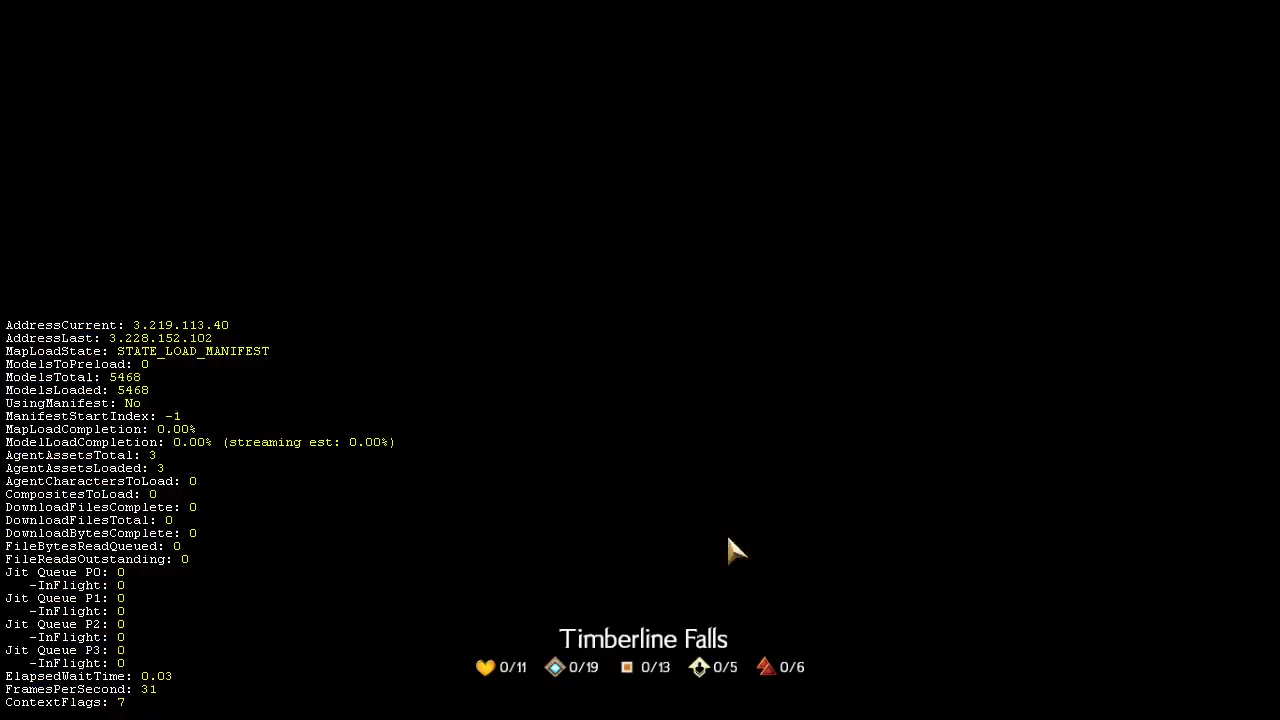 AddressCurrent: 3.219.113.40
AddressLast: 3.228.152.102
MapLoadState: STATE_LOAD_MANIFEST
ModelsToPreload: 0
ModelsTotal: 5468
ModelsLoaded: 5468
UsingManifest: No
ManifestStartIndex: -1
MapLoadCompletion: 0.00%
ModelLoadCompletion: 0.00% (streaming est: 0.00%)
AgentAssetsTotal: 3
AgentAssetsLoaded: 3
AgentCharactersToLoad: 0
CompositesToLoad: 0
DownloadFilesComplete: 0
DownloadFilesTotal: 0
DownloadBytesComplete: 0
FileBytesReadQueued: 0
FileReadsOutstanding: 0
Jit Queue P0: 0
-InFlight: 0
Jit Queue P1: 0
-InFlight: 0
Jit Queue P2: 0
-InFlight: 0
Jit Queue P3: 0
-InFlight: 0
ElapsedWaitTime: 0.03
FramesPerSecond: 31
ContextFlags: 7
Timberline Falls
0/11 0/19 0/13 0/5 0/6